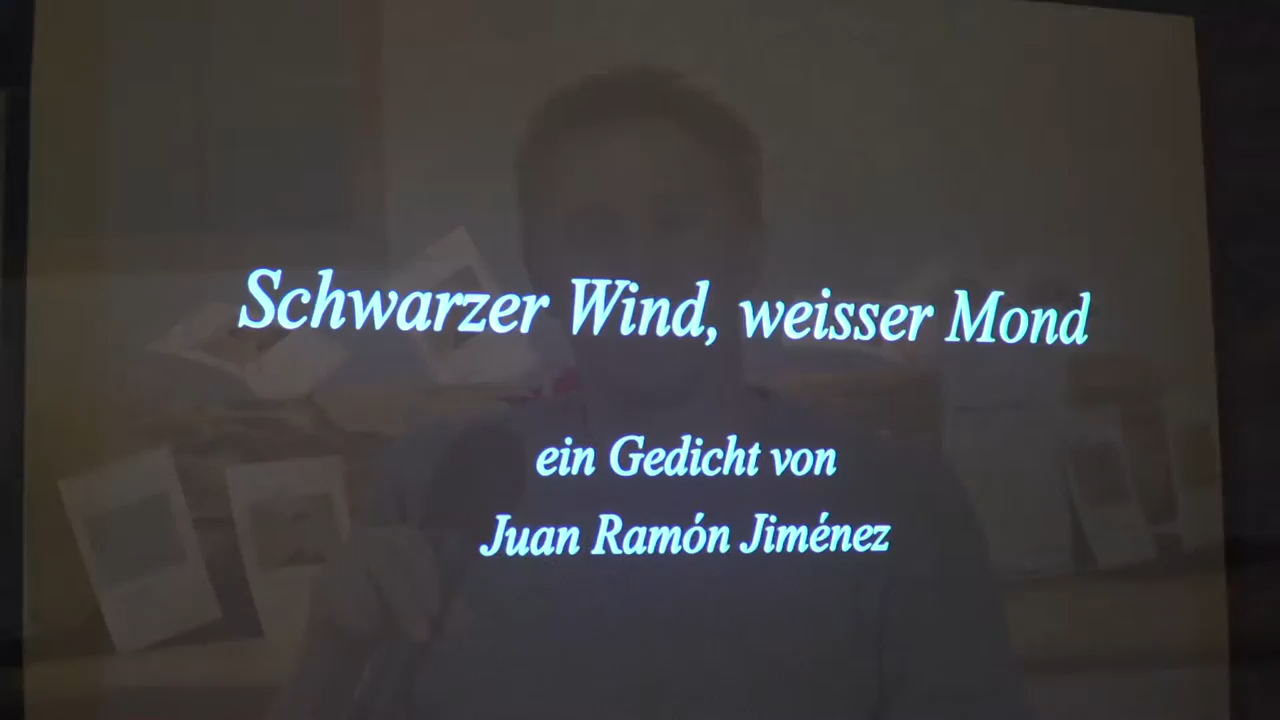 Schwarzer Wind, weisser Mond
ein Gedicht von
Juan Ramón Jiménez